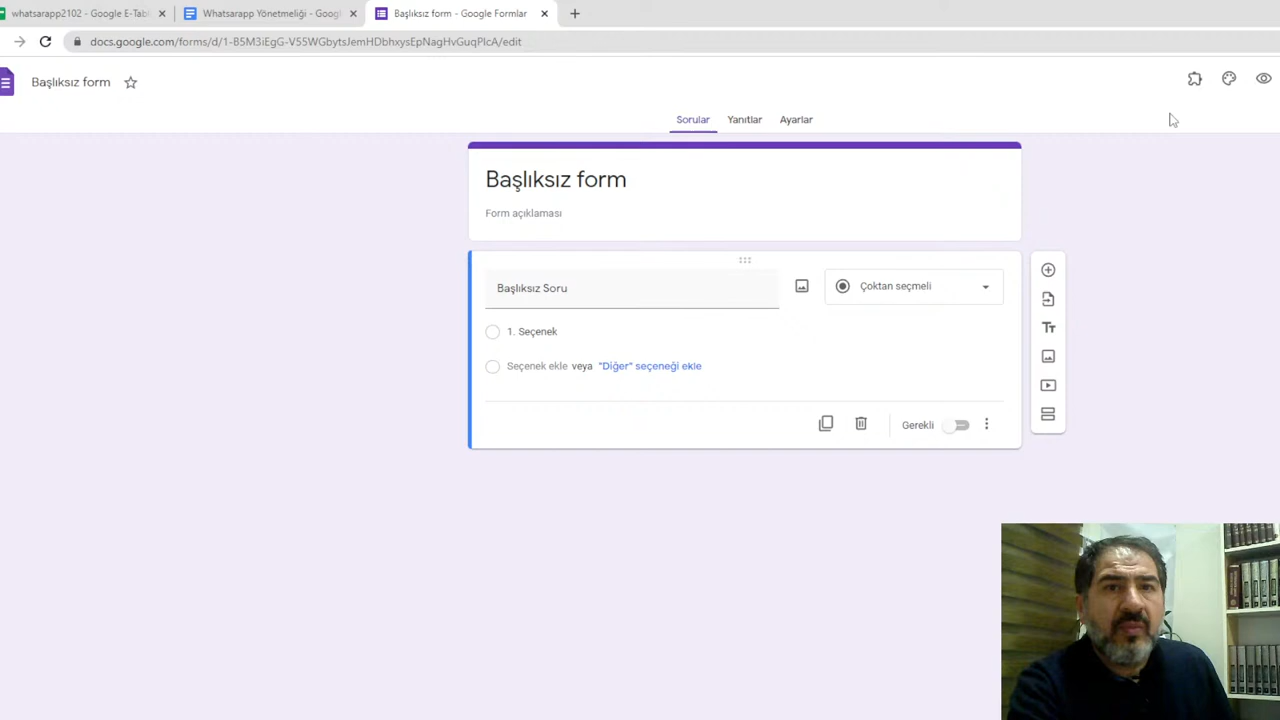 whatsarapp2102 - Google E-Tabl
Whatsarapp Yönetmeliği - Googl
Başlıksız form - Google Formlar
docs.google.com/forms/d/1-B5M3iEgG-V55WGbytsJemHDbhxysEpNagHvGuqPlcA/edit
Başlıksız form
Sorular Yanıtlar Ayarlar
Başlıksız form
Form açıklaması
Başlıksız Soru
Çoktan seçmeli
1. Seçenek
Seçenek ekle veya "Diğer" seçeneği ekle
Gerekli
Tт